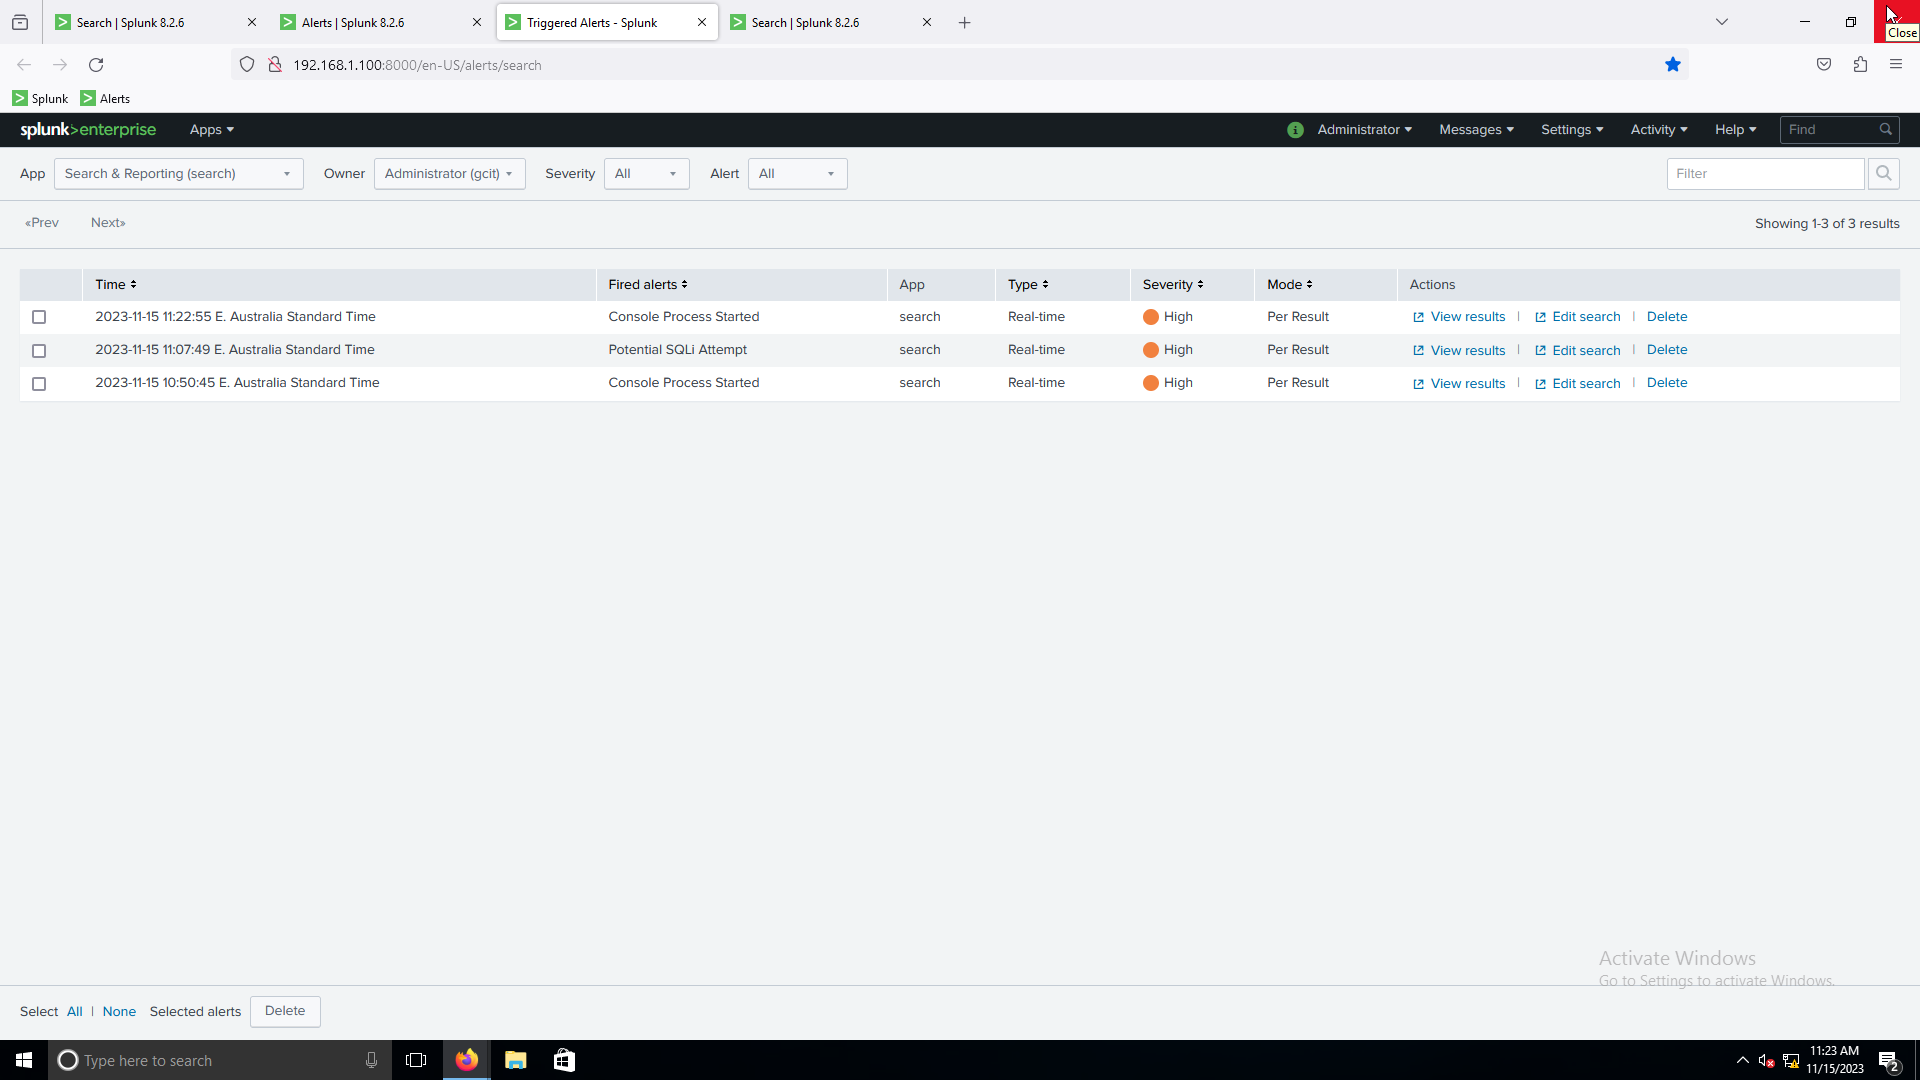 Search | Splunk 8.2.6
Alerts | Splunk 8.2.6
Triggered Alerts - Splunk
Search | Splunk 8.2.6
Close
192.168.1.100:8000/en-US/alerts/search
Splunk
Alerts
splunk>enterprise
Apps
i
Administrator
Messages
Settings
Activity
Help
Find
App
Search & Reporting (search)
Owner
Administrator (gcit)
Severity
All
Alert
All
Filter
«Prev
Next»
Showing 1-3 of 3 results
Time Fired alerts App Type Severity Mode Actions
2023-11-15 11:22:55 E. Australia Standard Time Console Process Started search Real-time High Per Result View results | Edit search | Delete
2023-11-15 11:07:49 E. Australia Standard Time Potential SQLi Attempt search Real-time High Per Result View results | Edit search | Delete
2023-11-15 10:50:45 E. Australia Standard Time Console Process Started search Real-time High Per Result View results | Edit search | Delete
Activate Windows
Go to Settings to activate Windows.
Select All | None Selected alerts Delete
Type here to search
11:23 AM
11/15/2023
2